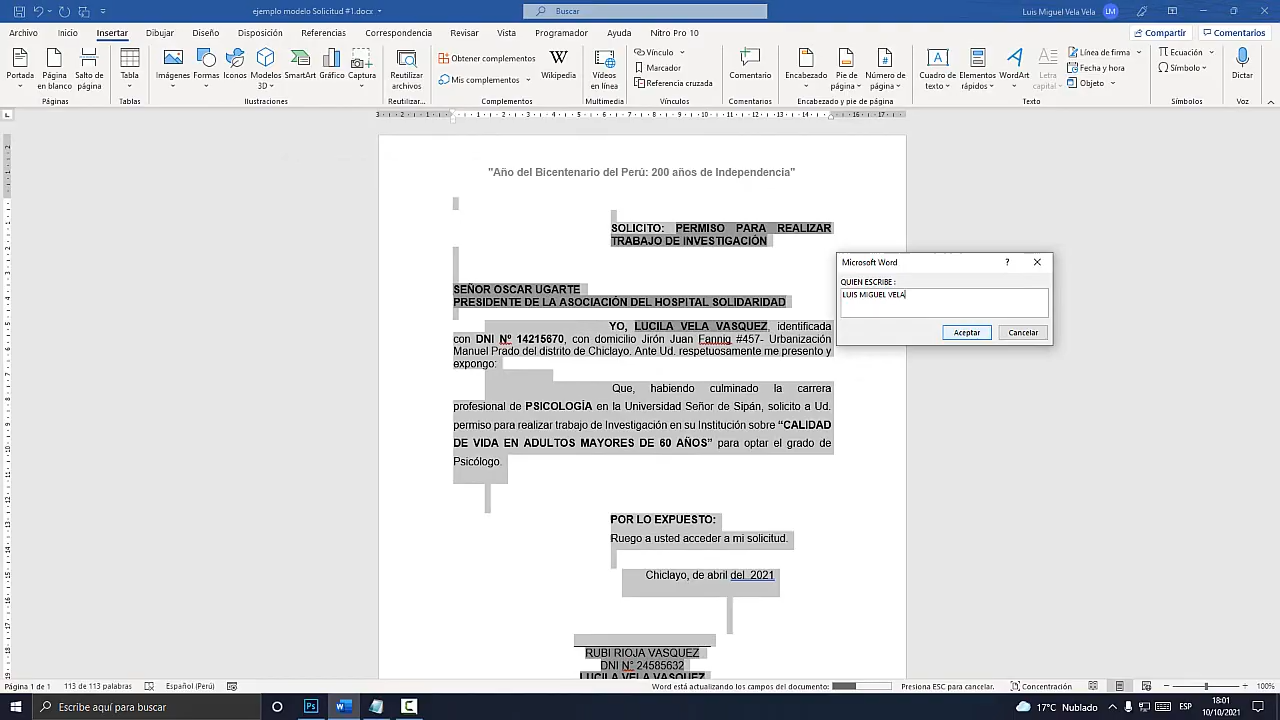 ejemplo modelo Solicitud #1.docx
Buscar
Luis Miguel Vela Vela
LM
Archivo Inicio Insertar Dibujar Diseño Disposición Referencias Correspondencia Revisar Vista Programador Ayuda Nitro Pro 10
Compartir Comentarios
Portada
Página en blanco
Salto de página
Páginas
Tabla
Tablas
Imágenes
Formas
Iconos
Modelos 3D
SmartArt
Gráfico
Captura
Ilustraciones
Reutilizar archivos
Reutilizar...
Obtener complementos
Mis complementos
Wikipedia
Complementos
Vídeos en línea
Multimedia
Vínculo
Marcador
Referencia cruzada
Vínculos
Comentario
Comentarios
Encabezado
Pie de página
Número de página
Encabezado y pie de página
Cuadro de texto
Elementos rápidos
WordArt
Letra capital
Línea de firma
Fecha y hora
Objeto
Texto
Ecuación
Símbolo
Símbolos
Dictar
Voz
"Año del Bicentenario del Perú: 200 años de Independencia"
SOLICITO: PERMISO PARA REALIZAR
TRABAJO DE INVESTIGACIÓN
SEÑOR OSCAR UGARTE
PRESIDENTE DE LA ASOCIACIÓN DEL HOSPITAL SOLIDARIDAD
YO, LUCILA VELA VASQUEZ, identificada
con DNI Nº 14215670, con domicilio Jirón Juan Fannig #457- Urbanización
Manuel Prado del distrito de Chiclayo. Ante Ud. respetuosamente me presento y
expongo:
Que, habiendo culminado la carrera
profesional de PSICOLOGÍA en la Universidad Señor de Sipán, solicito a Ud.
permiso para realizar trabajo de Investigación en su Institución sobre “CALIDAD
DE VIDA EN ADULTOS MAYORES DE 60 AÑOS” para optar el grado de
Psicólogo.
POR LO EXPUESTO:
Ruego a usted acceder a mi solicitud.
Chiclayo, de abril del 2021
RUBI RIOJA VASQUEZ
DNI N° 24585632
LUCILA VELA VASQUEZ
Microsoft Word
?
QUIEN ESCRIBE :
LUIS MIGUEL VELA
Aceptar
Cancelar
Página 1 de 1 113 de 113 palabras Español (Perú) Word está actualizando los campos del documento: Presiona ESC para cancelar. Concentración 100%
Escribe aquí para buscar
Ps
17°C Nublado
ESP
18:01
10/10/2021